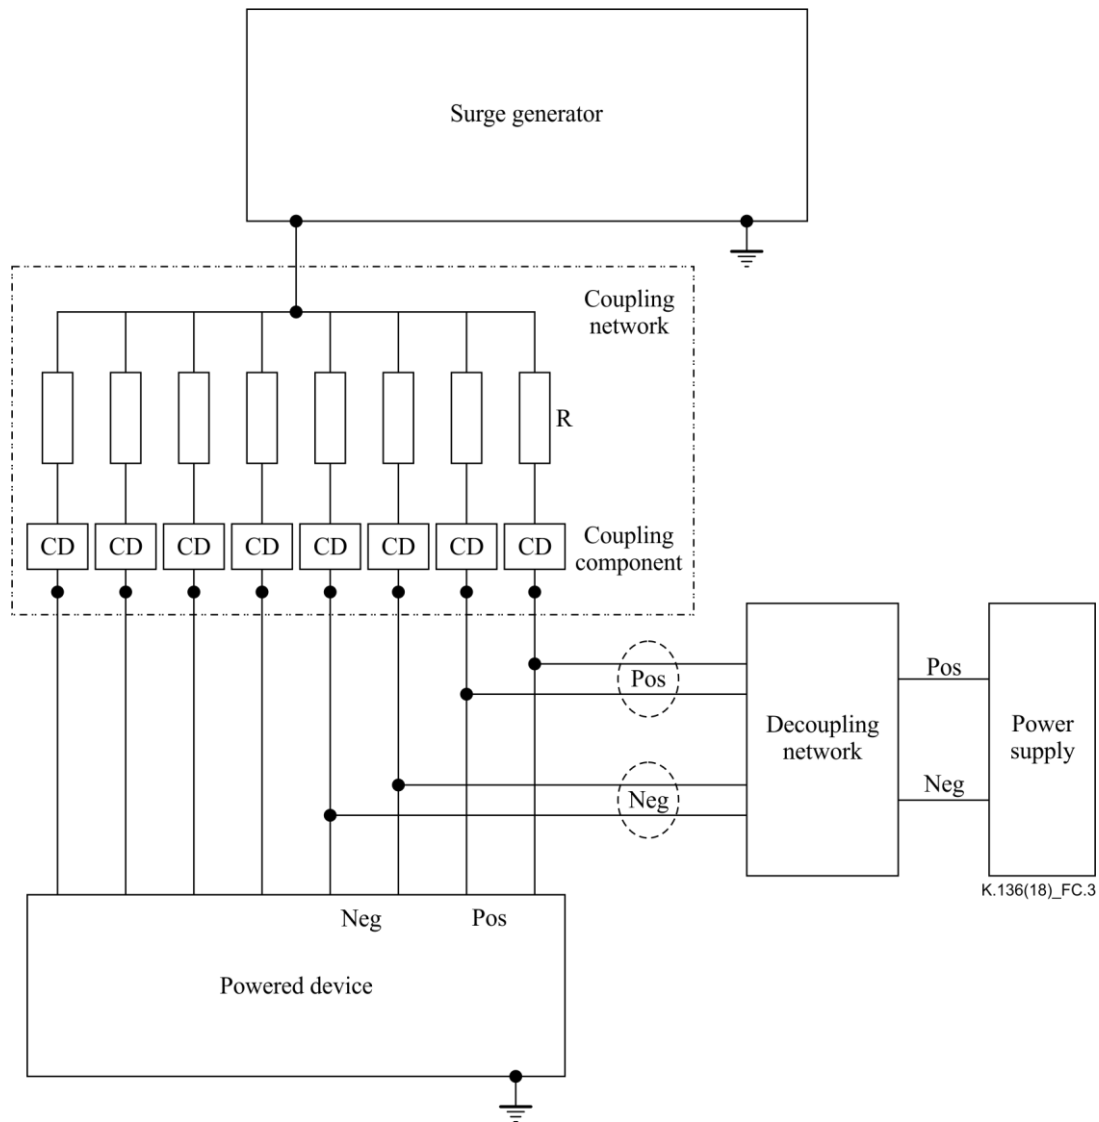 Surge generator
Coupling
network
R
CD CD CD CD CD CD CD CD
Coupling
component
Pos
Neg
Decoupling
network
Pos
Neg
Power
supply
K.136(18)_FC.3
Neg Pos
Powered device